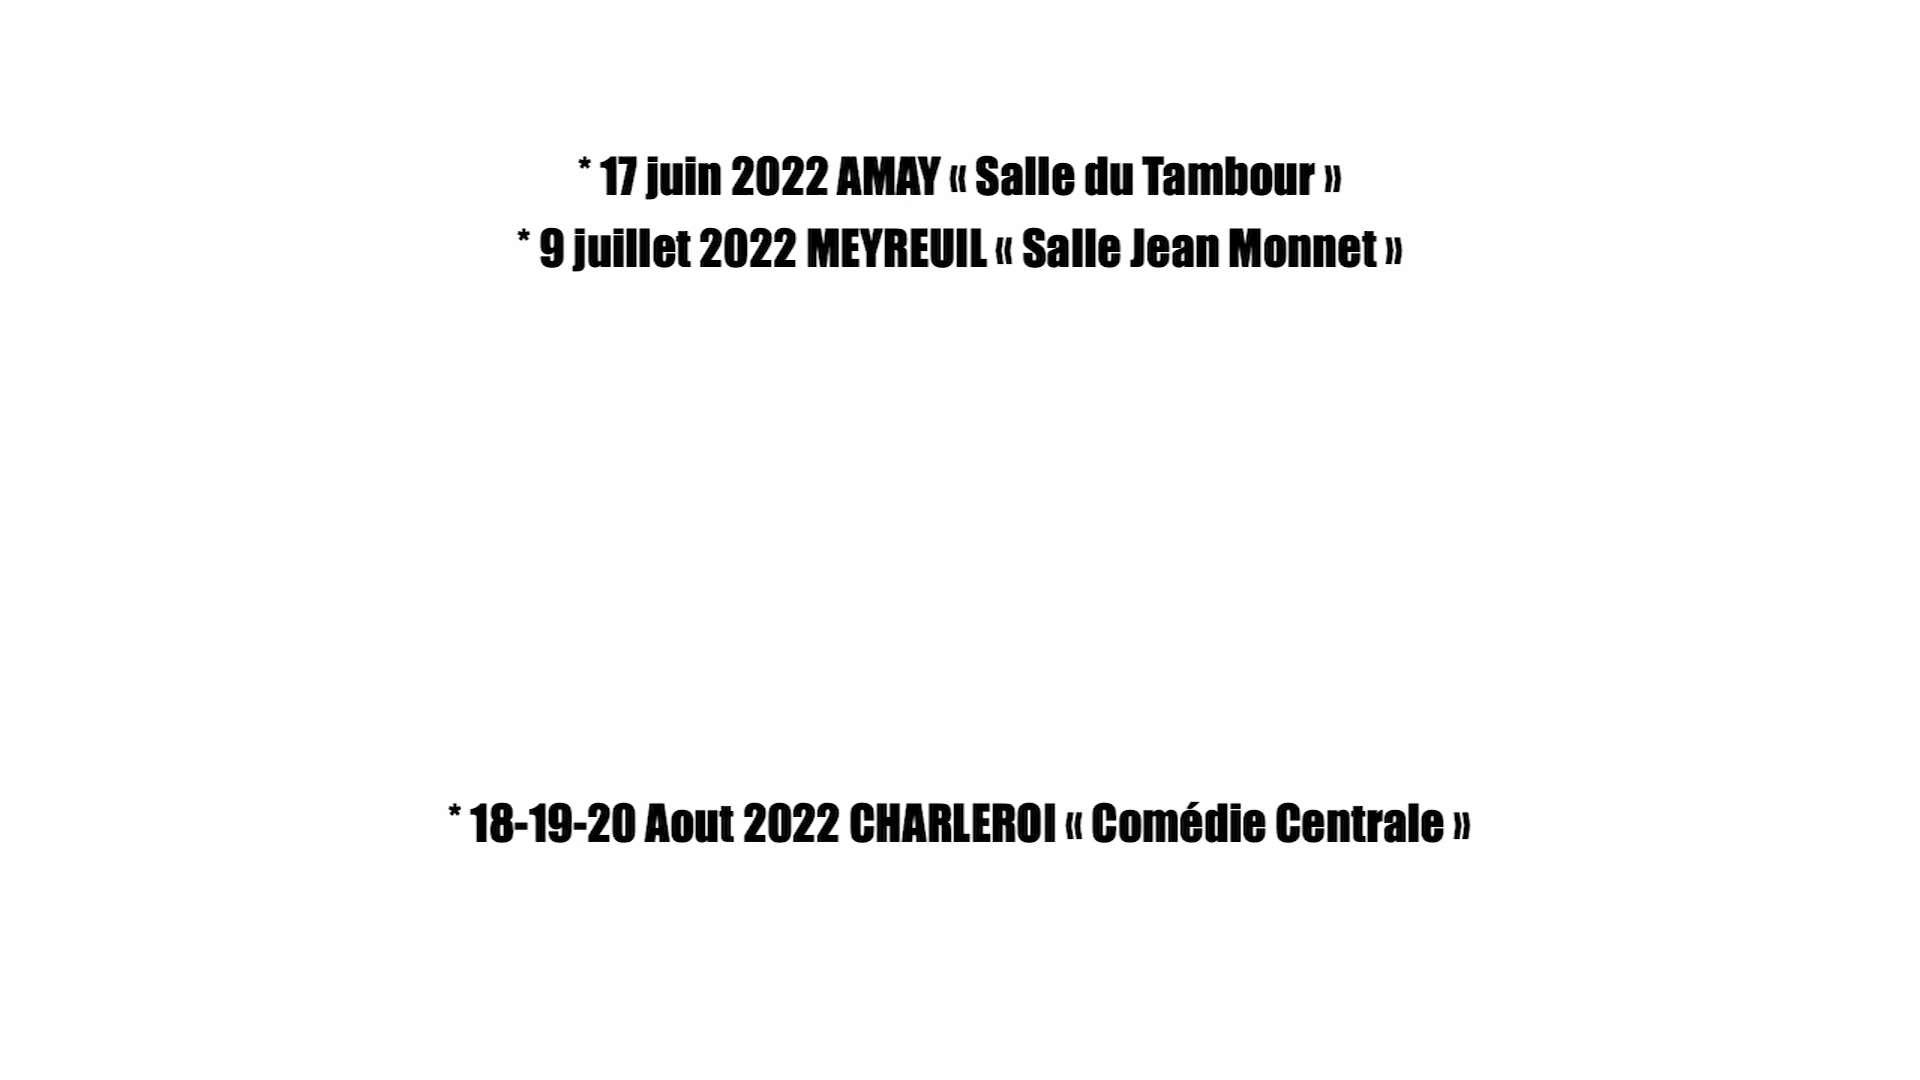 * 17 juin 2022 AMAY « Salle du Tambour »
* 9 juillet 2022 MEYREUIL « Salle Jean Monnet »
* 18-19-20 Aout 2022 CHARLEROI « Comédie Centrale »